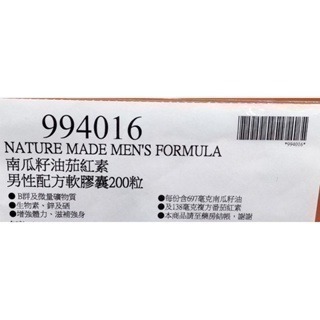 994016
*994016*
NATURE MADE MEN'S FORMULA
南瓜籽油茄紅素
男性配方軟膠囊200粒
●B群及微量礦物質
●生物素，鋅及硒
●增強體力、滋補強身
●每份含697毫克南瓜籽油
●及138毫克複方番茄紅素
●本商品請至藥房結帳，謝謝